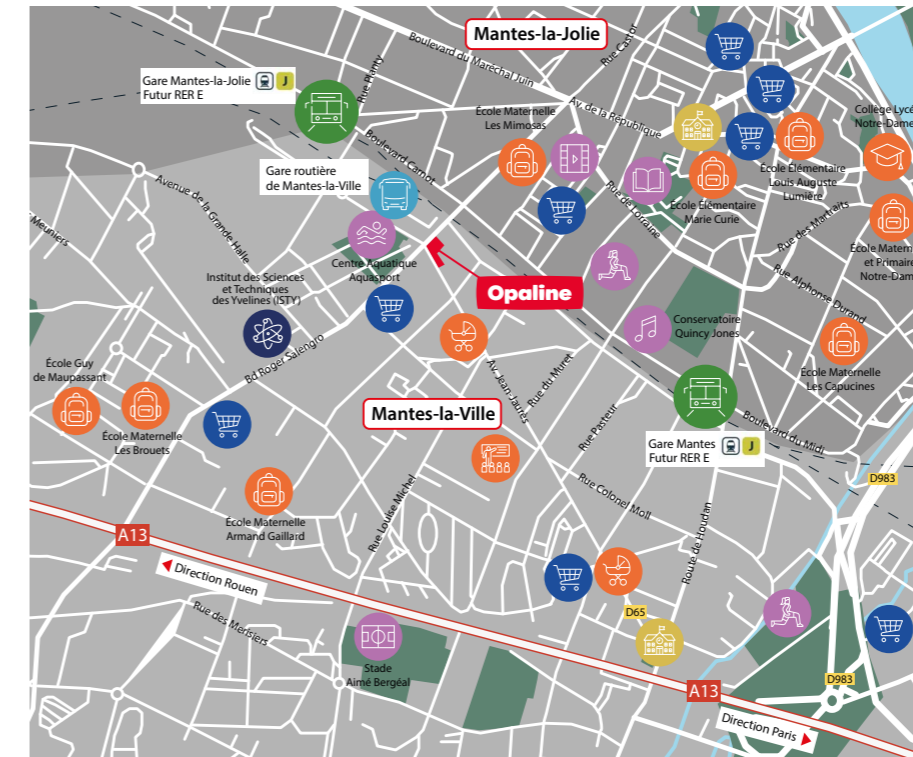 Mantes-la-Jolie
Boulevard du Maréchal Juin
Rue Castor
Rue Planty
Gare Mantes-la-Jolie J
Futur RER E
Av. de la République
École Maternelle
Les Mimosas
Collège Lycé
Notre-Dame
Boulevard Carnot
Gare routière
de Mantes-la-Ville
École Élémentaire
Louis Auguste
Lumière
École Élémentaire
Marie Curie
Rue de Lorraine
Rue des Martraits
Avenue de la Grande Halle
Meuniers
École Matern
et Primaire
Notre-Dam
Centre Aquatique
Aquasport
Institut des Sciences
et Techniques
des Yvelines (ISTY)
Opaline
Rue Alphonse Durand
Conservatoire
Quincy Jones
Bd Roger Salengro
École Guy
de Maupassant
Av. Jean Jaurès
Rue du Muret
École Maternelle
Les Capucines
Mantes-la-Ville
Rue Pasteur
École Maternelle
Les Brouets
Boulevard du Midi
Gare Mantes J
Futur RER E
D983
Rue Colonel Moll
Rue Louise Michel
École Maternelle
Armand Gaillard
Route de Houdan
A13
Direction Rouen
Rue des Merisiers
D65
Stade
Aimé Bergéal
D983
A13
Direction Paris